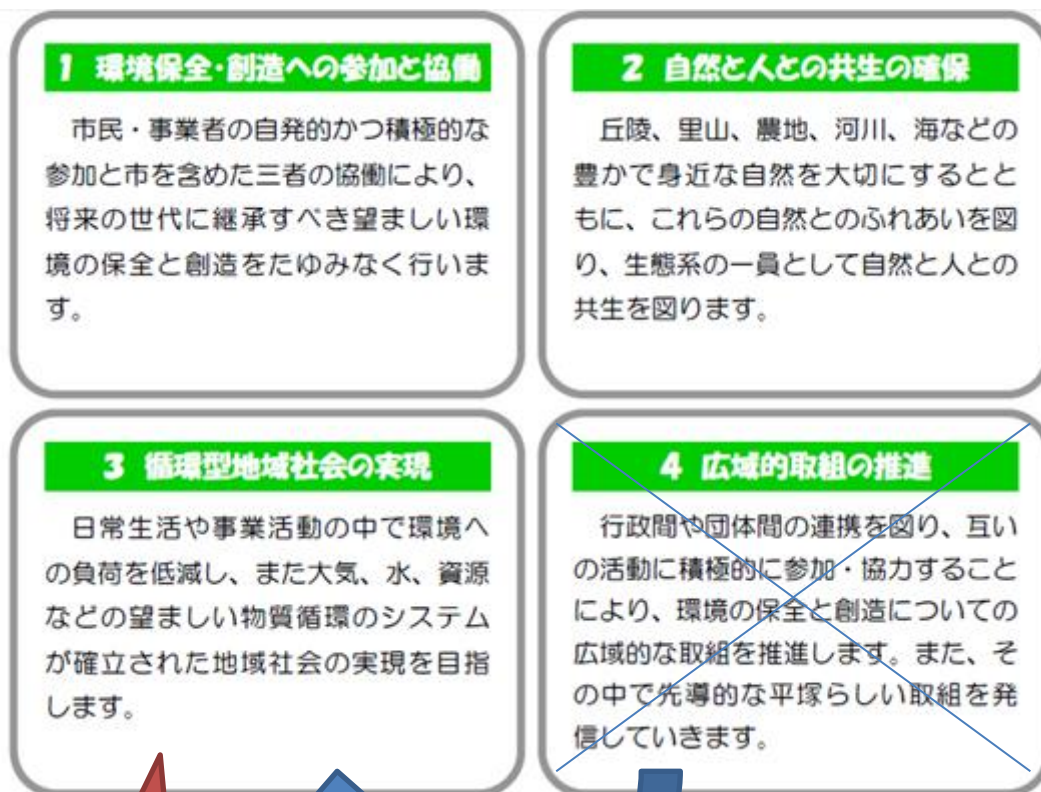 1 環境保全・創造への参加と協働
市民・事業者の自発的かつ積極的な
参加と市を含めた三者の協働により、
将来の世代に継承すべき望ましい環
境の保全と創造をたゆみなく行いま
す。
2 自然と人との共生の確保
丘陵、里山、農地、河川、海などの
豊かで身近な自然を大切にするとと
もに、これらの自然とのふれあいを図
り、生態系の一員として自然と人との
共生を図ります。
3 循環型地域社会の実現
日常生活や事業活動の中で環境へ
の負荷を低減し、また大気、水、資源
などの望ましい物質循環のシステム
が確立された地域社会の実現を目指
します。
4 広域的取組の推進
行政間や団体間の連携を図り、互い
の活動に積極的に参加・協力すること
により、環境の保全と創造についての
広域的な取組を推進します。また、そ
の中で先導的な平塚らしい取組を発
信していきます。